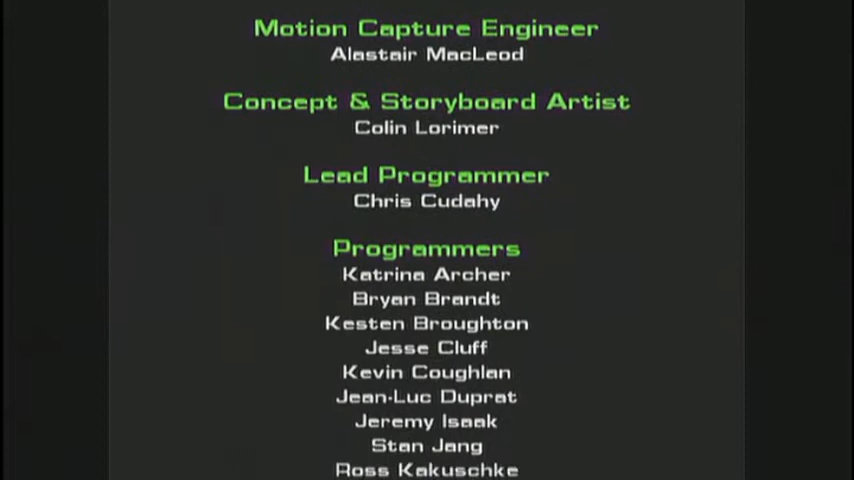 Motion Capture Engineer
Alastair MacLeod
Concept & Storyboard Artist
Colin Lorimer
Lead Programmer
Chris Cudahy
Programmers
Katrina Archer
Bryan Brandt
Kesten Broughton
Jesse Cluff
Kevin Coughlan
Jean-Luc Duprat
Jeremy Isaak
Stan Jang
Ross Kakuschke